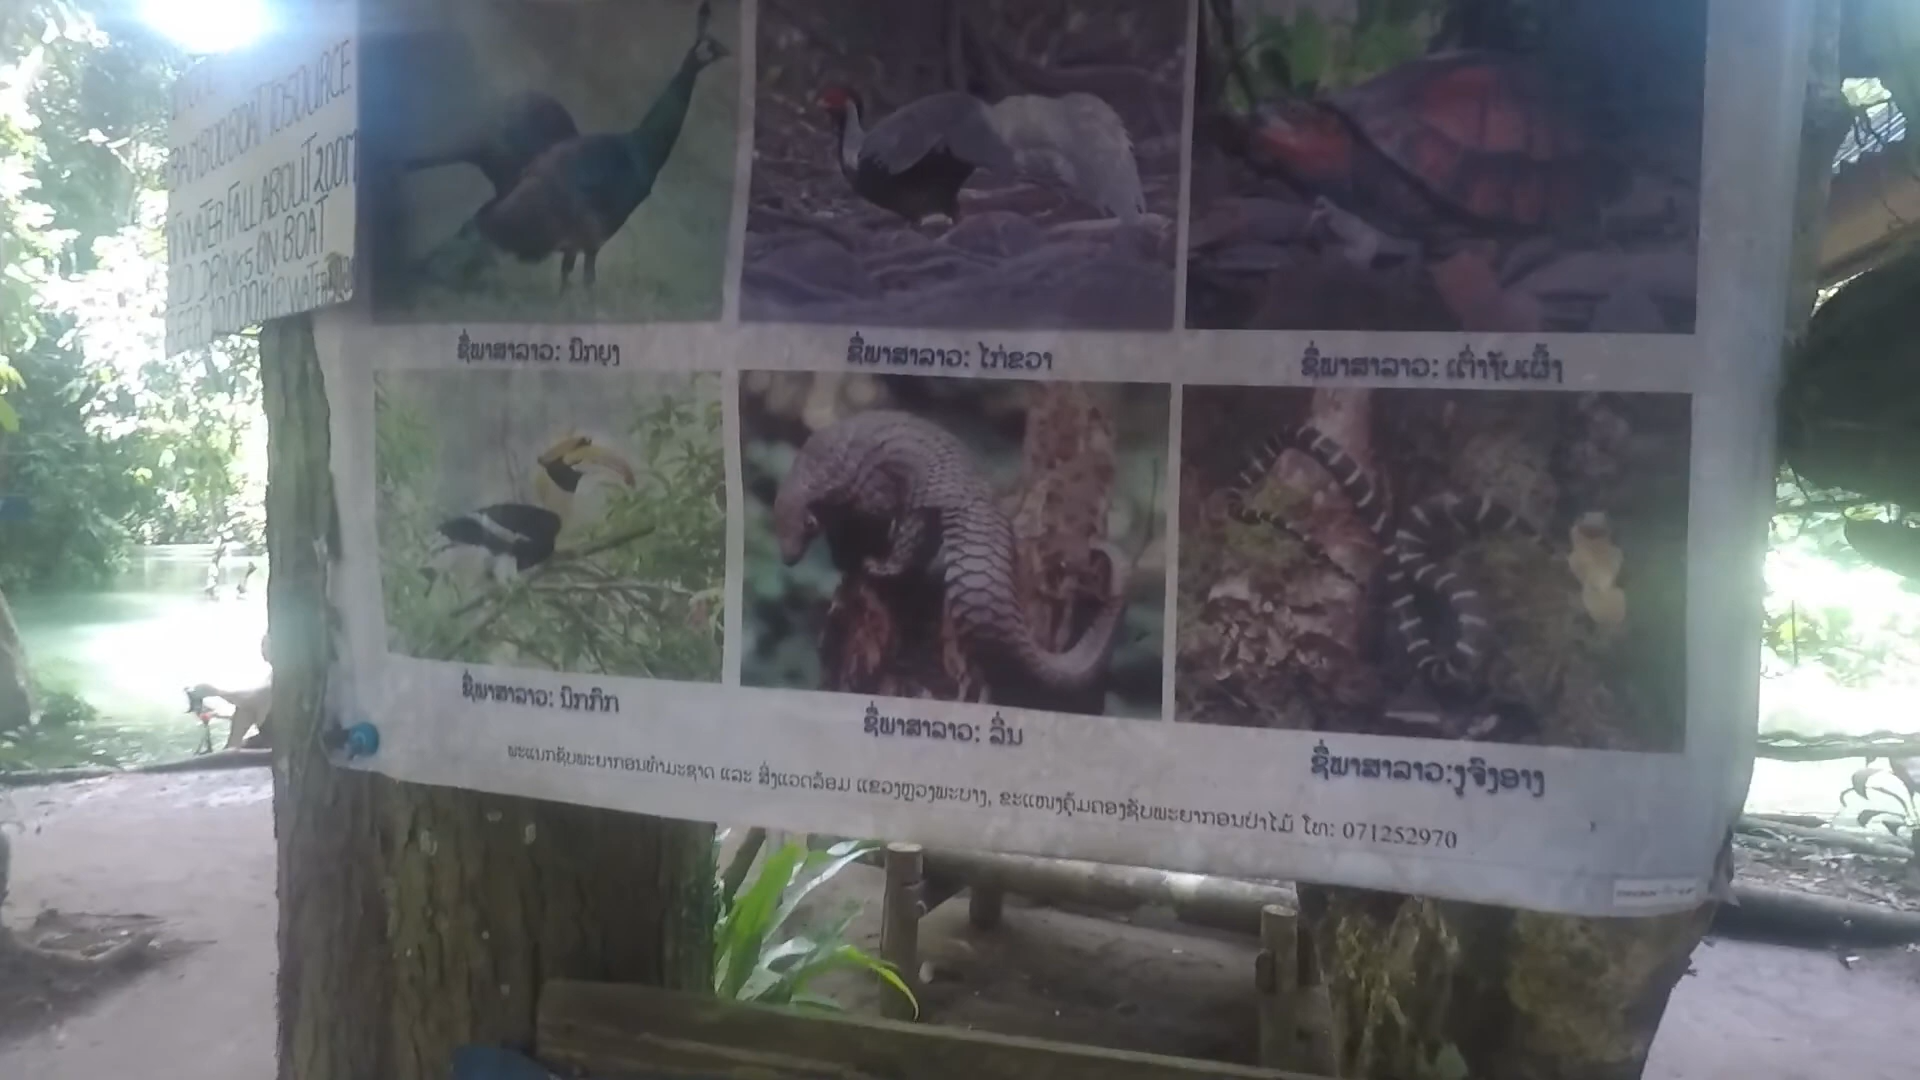 BAMBOO BOAT TO SOURCE
WATER FALL ABOUT 200M
DRINKS ON BOAT
ຊື່ພາສາລາວ: ນົກຍຸງ
ຊື່ພາສາລາວ: ໄກ່ຂວາ
ຊື່ພາສາລາວ: ເຕົ່າຈັບເຜິ້ງ
ຊື່ພາສາລາວ: ນົກກົກ
ຊື່ພາສາລາວ: ລິ່ນ
ຊື່ພາສາລາວ:ງູຈົງອາງ
ພະແນກຊັບພະຍາກອນທຳມະຊາດ ແລະ ສິ່ງແວດລ້ອມ ແຂວງຫຼວງພະບາງ, ຂະແໜງຄຸ້ມຄອງຊັບພະຍາກອນປ່າໄມ້ ໂທ: 071252970